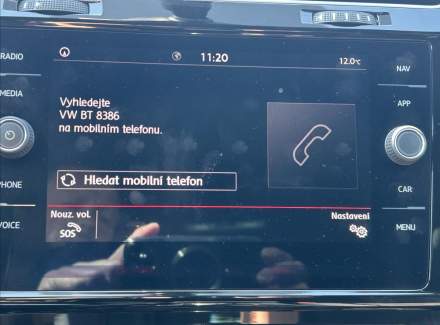 RADIO
MEDIA
PHONE
VOICE
11:20
12.0°C
Vyhledejte
VW BT 8386
na mobilním telefonu.
Hledat mobilní telefon
Nouz. vol.
SOS
Nastavení
NAV
APP
CAR
MENU